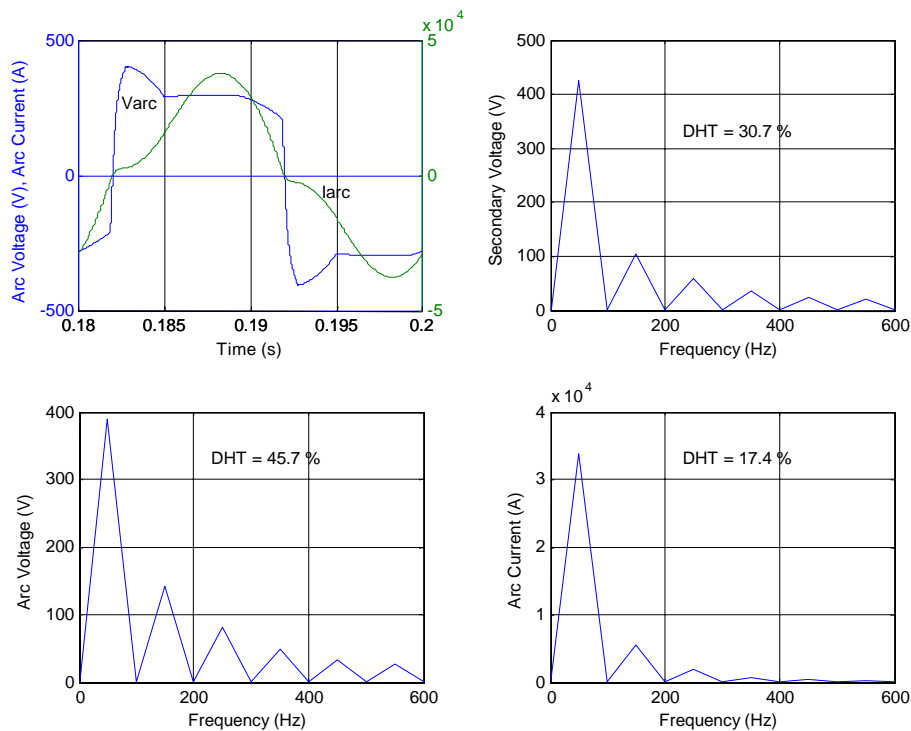 x 10^4
500
0
-500
Arc Voltage (V), Arc Current (A)
Varc
Iarc
5
0
-5
0.18
0.185
0.19
0.195
0.2
Time (s)
500
400
300
200
100
0
Secondary Voltage (V)
DHT = 30.7 %
0
200
400
600
Frequency (Hz)
400
300
200
100
0
Arc Voltage (V)
DHT = 45.7 %
0
200
400
600
Frequency (Hz)
x 10^4
4
3
2
1
0
Arc Current (A)
DHT = 17.4 %
0
200
400
600
Frequency (Hz)